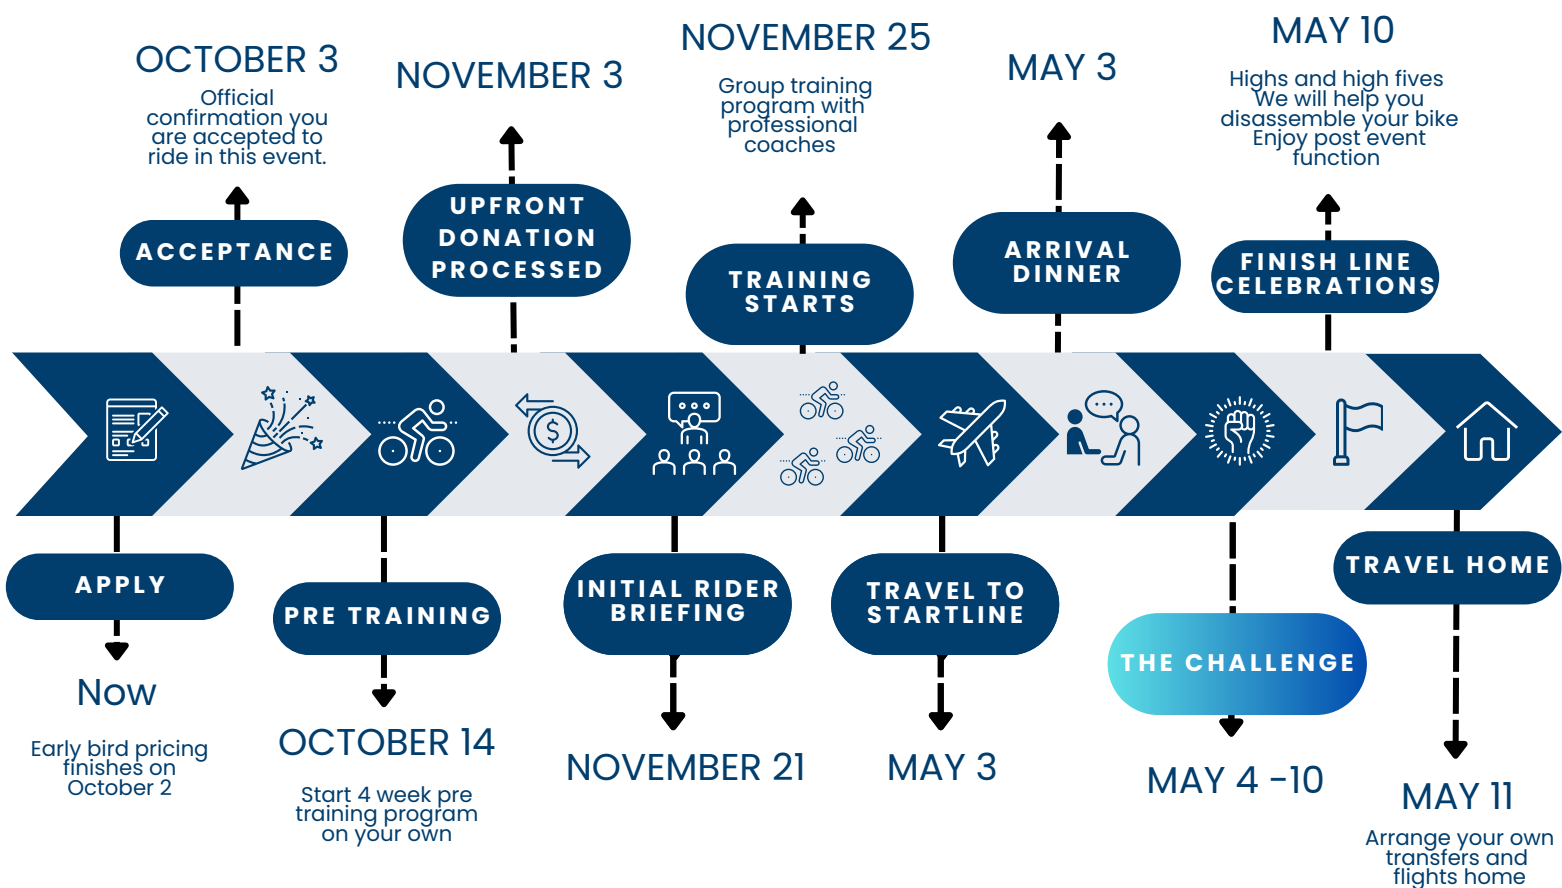 OCTOBER 3
Official
confirmation you
are accepted to
ride in this event.
ACCEPTANCE
NOVEMBER 3
UPFRONT
DONATION
PROCESSED
NOVEMBER 25
Group training
program with
professional
coaches
TRAINING
STARTS
MAY 3
ARRIVAL
DINNER
MAY 10
Highs and high fives
We will help you
disassemble your bike
Enjoy post event
function
FINISH LINE
CELEBRATIONS
$
APPLY
Now
Early bird pricing
finishes on
October 2
PRE TRAINING
OCTOBER 14
Start 4 week pre
training program
on your own
INITIAL RIDER
BRIEFING
NOVEMBER 21
TRAVEL TO
STARTLINE
MAY 3
THE CHALLENGE
MAY 4 -10
TRAVEL HOME
MAY 11
Arrange your own
transfers and
flights home